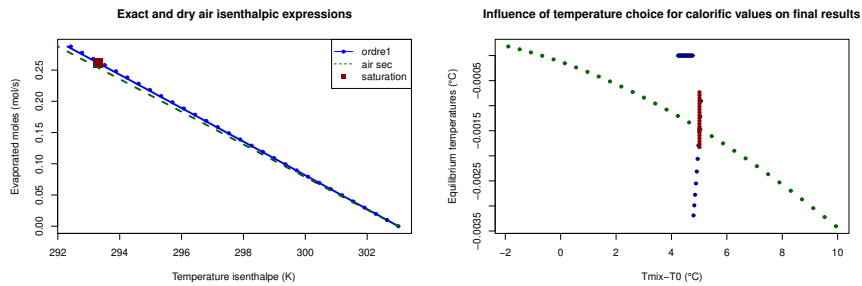 Exact and dry air isenthalpic expressions
Evaporated moles (mol/s)
0.00 0.05 0.10 0.15 0.20 0.25
ordre1
air sec
saturation
292 294 296 298 300 302
Temperature isenthalpe (K)
Influence of temperature choice for calorific values on final results
Equilibrium temperatures (°C)
−0.0035 −0.0025 −0.0015 −0.0005
−2 0 2 4 6 8 10
Tmix−T0 (°C)